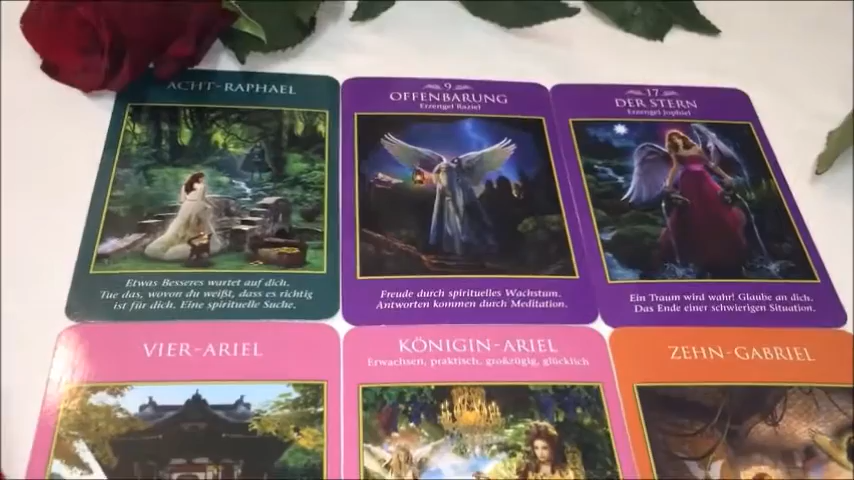 ACHT-RAPHAEL
Etwas Besseres wartet auf dich.
Tue das, wovon du weißt, dass es richtig
ist für dich. Eine spirituelle Suche.
9
OFFENBARUNG
Erzengel Raziel
Freude durch spirituelles Wachstum.
Antworten kommen durch Meditation.
17
DER STERN
Erzengel Jophiel
Ein Traum wird wahr! Glaube an dich.
Das Ende einer schwierigen Situation.
VIER-ARIEL
KÖNIGIN-ARIEL
Erwachsen, praktisch, großzügig, glücklich
ZEHN-GABRIEL